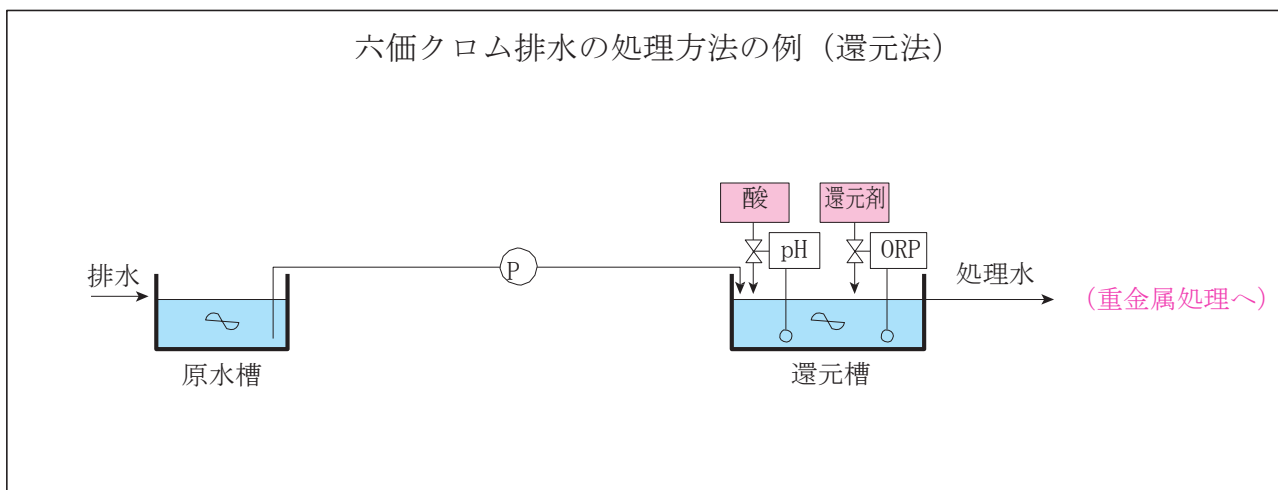 六価クロム排水の処理方法の例（還元法）
酸
還元剤
pH
ORP
排水
P
処理水
（重金属処理へ）
原水槽
還元槽